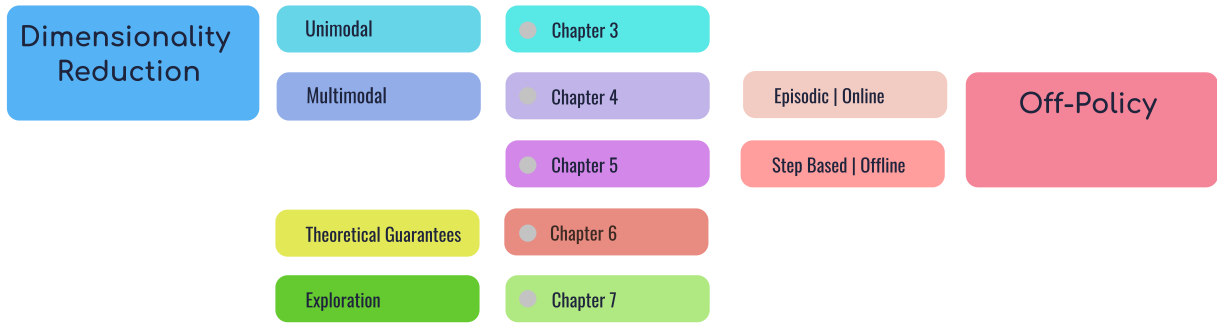 Dimensionality
Reduction
Unimodal
Chapter 3
Multimodal
Chapter 4
Episodic | Online
Off-Policy
Chapter 5
Step Based | Offline
Theoretical Guarantees
Chapter 6
Exploration
Chapter 7